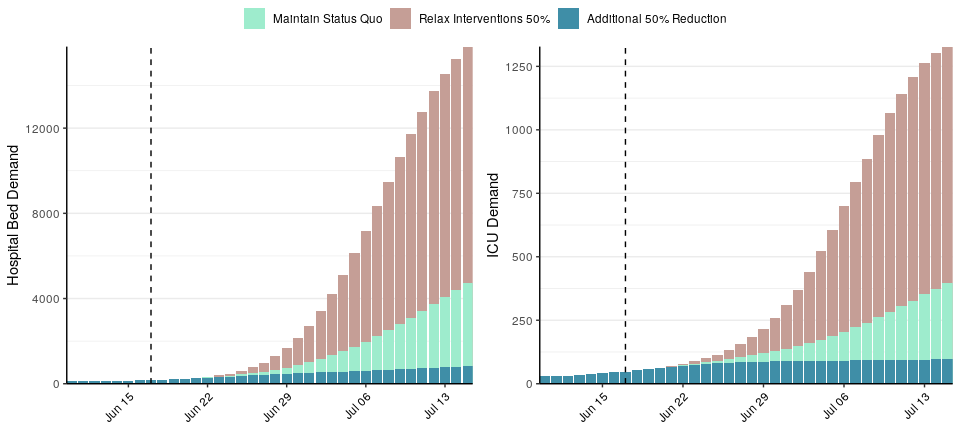 Maintain Status Quo Relax Interventions 50% Additional 50% Reduction
Hospital Bed Demand
12000
8000
4000
0
Jun 15 Jun 22 Jun 29 Jul 06 Jul 13
ICU Demand
1250
1000
750
500
250
0
Jun 15 Jun 22 Jun 29 Jul 06 Jul 13